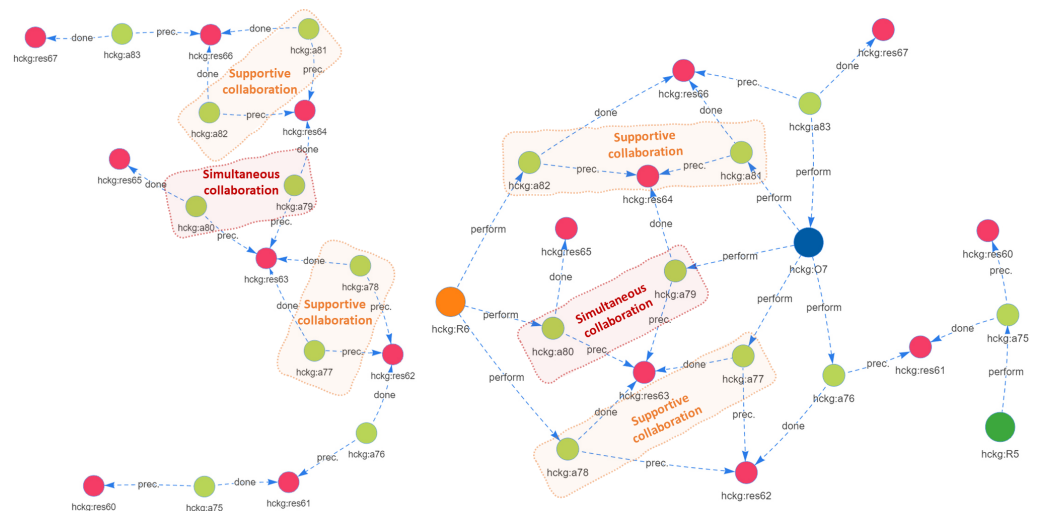 hckg:res67
done
hckg:a83
prec.
hckg:res66
done
hckg:a81
done
prec.
Supportive
collaboration
hckg:a82
prec.
hckg:res64
done
hckg:res65
done
Simultaneous
collaboration
hckg:a80
hckg:a79
prec.
prec.
hckg:res63
done
hckg:a78
done
Supportive
collaboration
prec.
hckg:a77
prec.
hckg:res62
done
hckg:a76
prec.
hckg:res60
prec.
hckg:a75
done
hckg:res61
hckg:res67
done
hckg:res66
prec.
hckg:a83
done
done
Supportive
collaboration
hckg:a82
prec.
prec.
hckg:a81
hckg:res64
perform
perform
perform
hckg:res65
done
perform
hckg:O7
hckg:a79
done
Simultaneous
collaboration
hckg:R6
perform
hckg:a80
prec.
prec.
perform
perform
hckg:res60
prec.
hckg:a75
done
hckg:res61
prec.
perform
hckg:res63
done
hckg:a77
hckg:a76
perform
done
Supportive
collaboration
prec.
done
hckg:R5
hckg:a78
prec.
hckg:res62